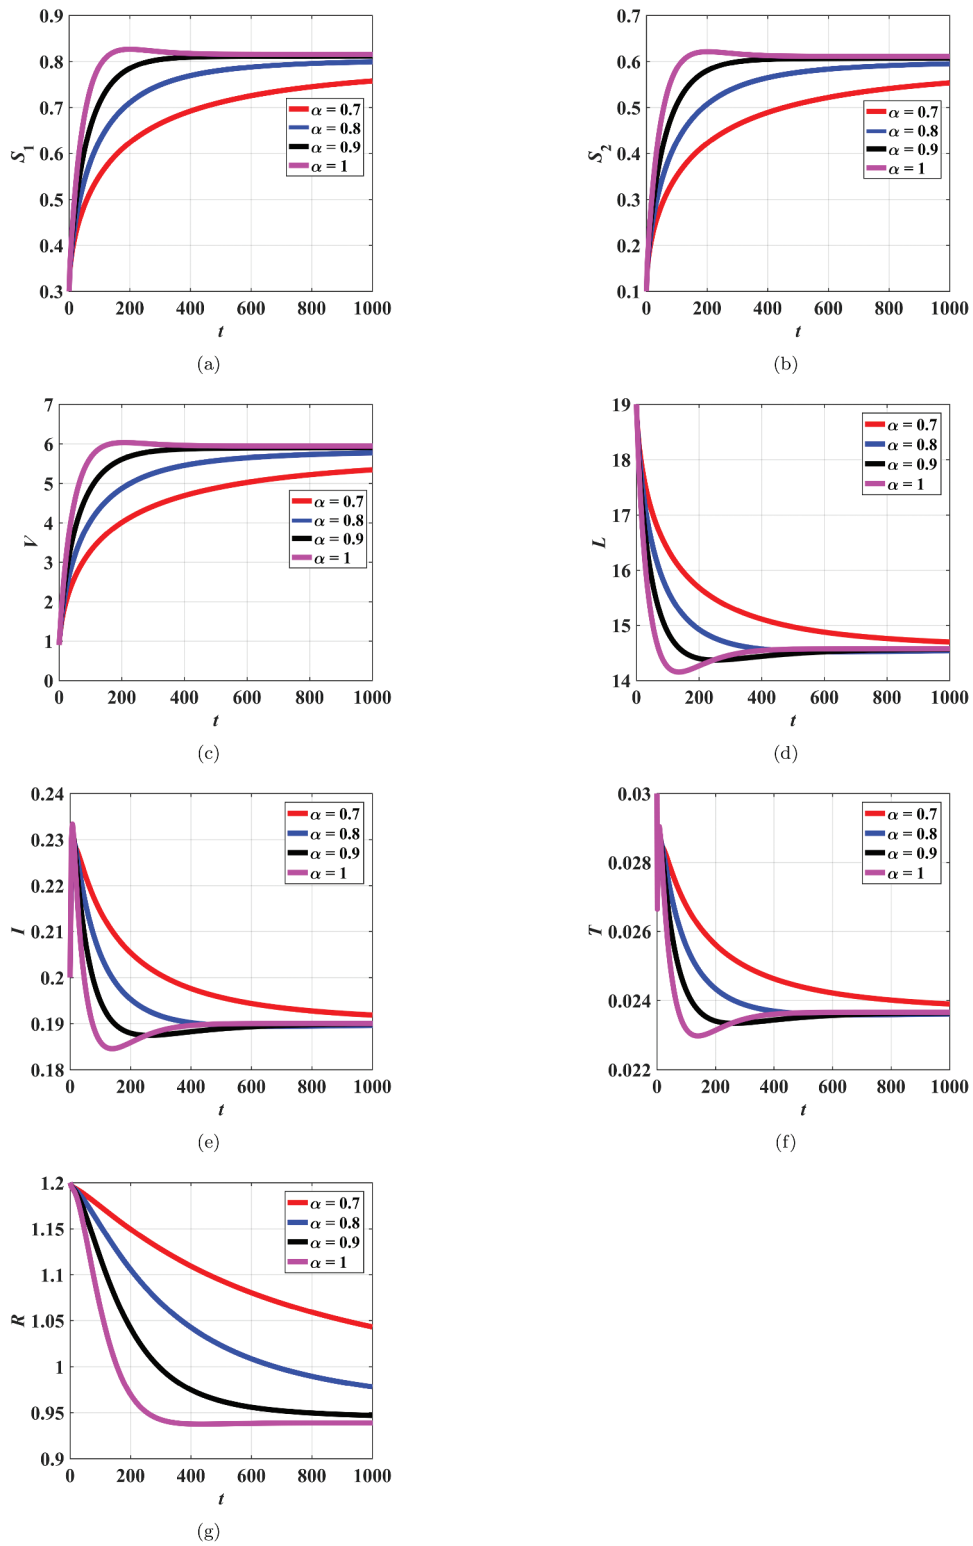 0.9
0.8
0.7
0.6
0.5
0.4
0.3
S1
α = 0.7
α = 0.8
α = 0.9
α = 1
0 200 400 600 800 1000
t
(a)
0.7
0.6
0.5
0.4
0.3
0.2
0.1
S2
α = 0.7
α = 0.8
α = 0.9
α = 1
0 200 400 600 800 1000
t
(b)
7
6
5
4
3
2
1
0
V
α = 0.7
α = 0.8
α = 0.9
α = 1
0 200 400 600 800 1000
t
(c)
19
18
17
16
15
14
L
α = 0.7
α = 0.8
α = 0.9
α = 1
0 200 400 600 800 1000
t
(d)
0.24
0.23
0.22
0.21
0.2
0.19
0.18
I
α = 0.7
α = 0.8
α = 0.9
α = 1
0 200 400 600 800 1000
t
(e)
0.03
0.028
0.026
0.024
0.022
T
α = 0.7
α = 0.8
α = 0.9
α = 1
0 200 400 600 800 1000
t
(f)
1.2
1.15
1.1
1.05
1
0.95
0.9
R
α = 0.7
α = 0.8
α = 0.9
α = 1
0 200 400 600 800 1000
t
(g)